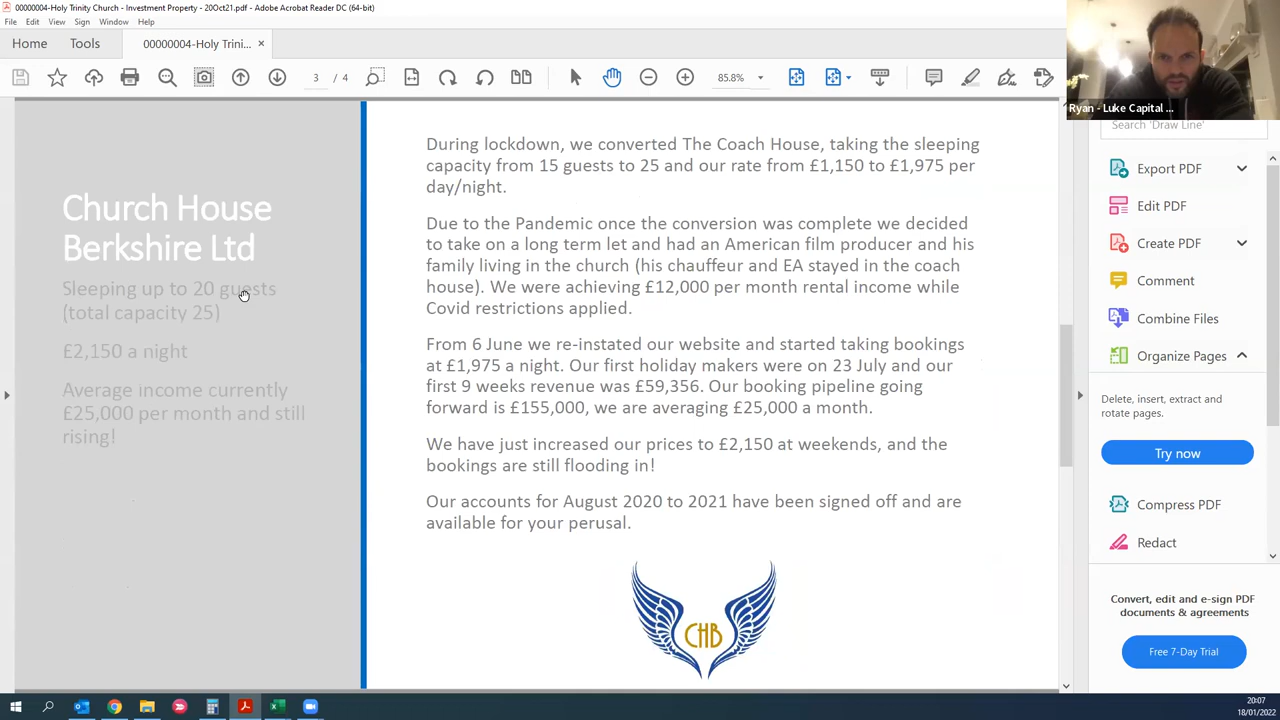 00000004-Holy Trinity Church - Investment Property - 20Oct21.pdf - Adobe Acrobat Reader DC (64-bit)
File Edit View Sign Window Help
Home Tools 00000004-Holy Trini... ×
3 / 4 85.8%
Ryan - Luke Capital ...
Church House
Berkshire Ltd
Sleeping up to 20 guests
(total capacity 25)
£2,150 a night
Average income currently
£25,000 per month and still
rising!
During lockdown, we converted The Coach House, taking the sleeping
capacity from 15 guests to 25 and our rate from £1,150 to £1,975 per
day/night.
Due to the Pandemic once the conversion was complete we decided
to take on a long term let and had an American film producer and his
family living in the church (his chauffeur and EA stayed in the coach
house). We were achieving £12,000 per month rental income while
Covid restrictions applied.
From 6 June we re-instated our website and started taking bookings
at £1,975 a night. Our first holiday makers were on 23 July and our
first 9 weeks revenue was £59,356. Our booking pipeline going
forward is £155,000, we are averaging £25,000 a month.
We have just increased our prices to £2,150 at weekends, and the
bookings are still flooding in!
Our accounts for August 2020 to 2021 have been signed off and are
available for your perusal.
CHB
Search 'Draw Line'
Export PDF
Edit PDF
Create PDF
Comment
Combine Files
Organize Pages
Delete, insert, extract and
rotate pages.
Try now
Compress PDF
Redact
Convert, edit and e-sign PDF
documents & agreements
Free 7-Day Trial
20:07
18/01/2022